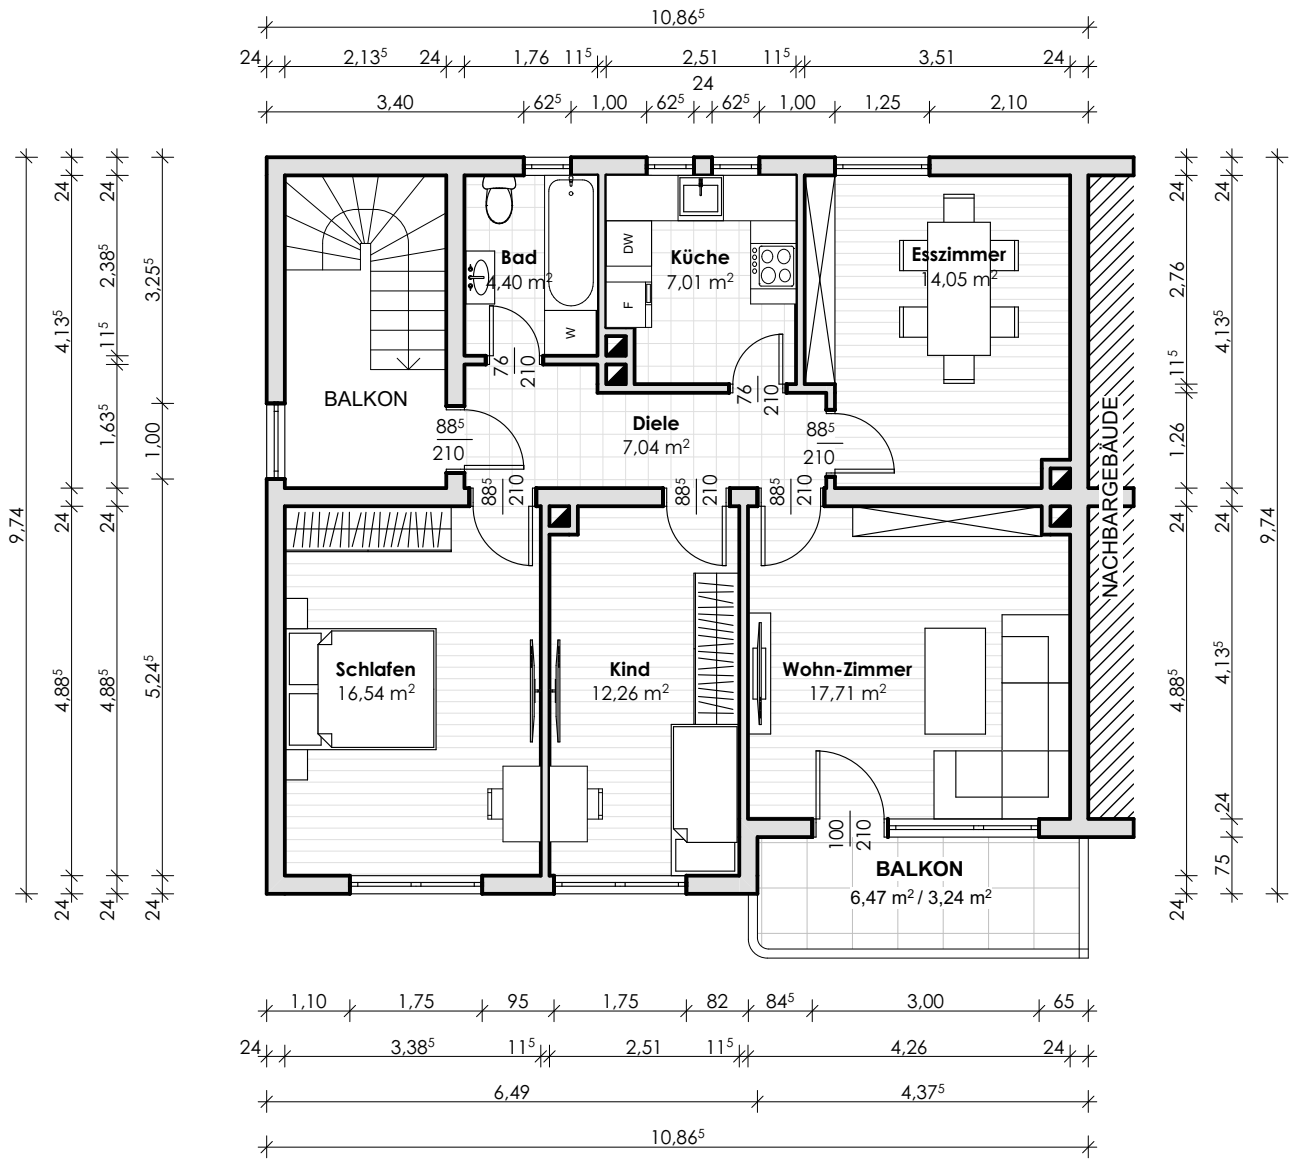 10,86⁵
24 2,13⁵ 24 1,76 11⁵ 2,51 11⁵ 3,51 24
24
3,40 62⁵ 1,00 62⁵ 62⁵ 1,00 1,25 2,10
9,74
24 4,13⁵ 24 4,88⁵ 24
24 2,38⁵ 11⁵ 1,63⁵ 24 4,88⁵ 24
3,25⁵ 1,00 5,24⁵ 24
BALKON
Bad
4,40 m²
W
DW
F
Küche
7,01 m²
Esszimmer
14,05 m²
76
210
76
210
Diele
7,04 m²
88⁵
210
88⁵
210
88⁵
210
88⁵
210
88⁵
210
NACHBARGEBÄUDE
Schlafen
16,54 m²
Kind
12,26 m²
Wohn-Zimmer
17,71 m²
100
210
BALKON
6,47 m² / 3,24 m²
24 2,76 11⁵ 1,26 24 4,88⁵ 24
24 4,13⁵ 24 4,13⁵ 24 75
9,74
1,10 1,75 95 1,75 82 84⁵ 3,00 65
24 3,38⁵ 11⁵ 2,51 11⁵ 4,26 24
6,49 4,37⁵
10,86⁵